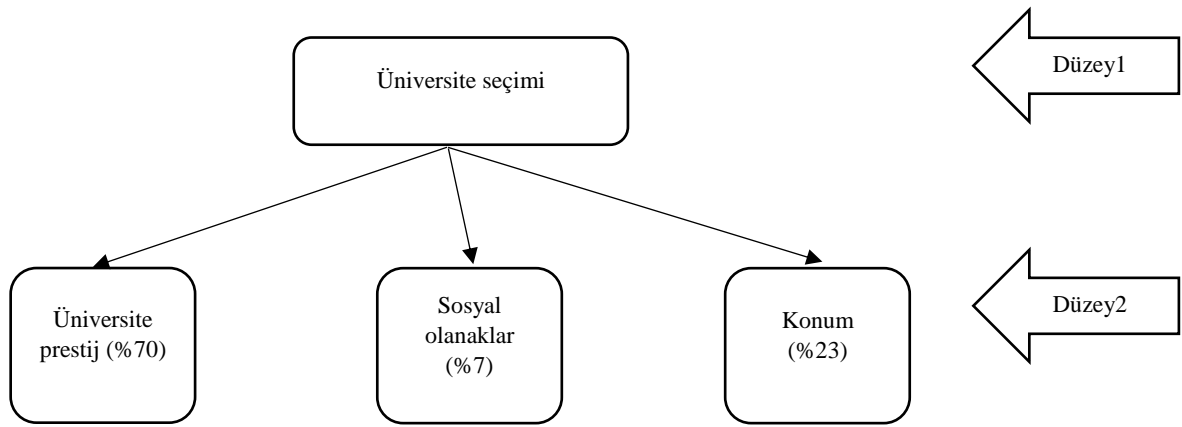 Üniversite seçimi
Düzey1
Üniversite
prestij (%70)
Sosyal
olanaklar
(%7)
Konum
(%23)
Düzey2